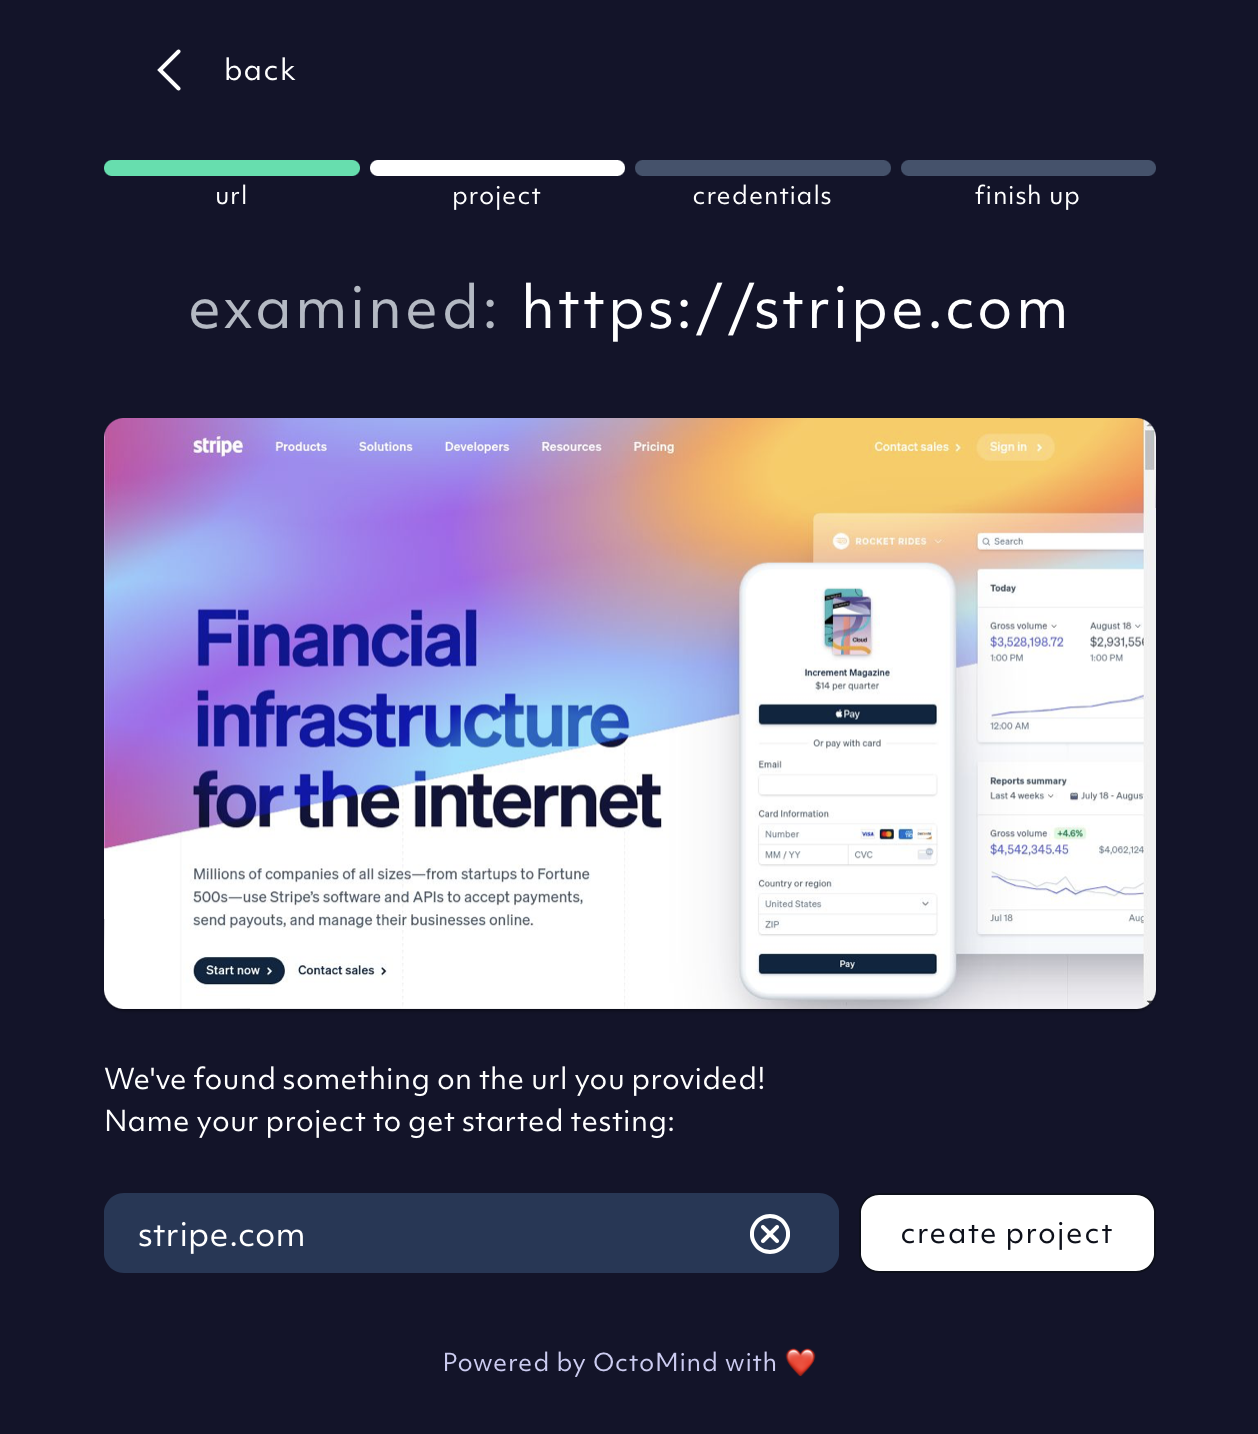 back
url project credentials finish up
examined: https://stripe.com
stripe Products Solutions Developers Resources Pricing Contact sales Sign in
ROCKET RIDES
Search
Today
Gross volume August 18
$3,528,198.72 $2,931,556
1:00 PM 1:00 PM
12:00 AM
Reports summary
Last 4 weeks July 18 - Augus
Gross volume +4.6%
$4,542,345.45 $4,062,124
Jul 18 Aug
Cloud
Increment Magazine
$14 per quarter
Pay
Or pay with card
Email
Card Information
Number VISA
MM / YY CVC
Country or region
United States
ZIP
Pay
Financial
infrastructure
for the internet
Millions of companies of all sizes—from startups to Fortune
500s—use Stripe’s software and APIs to accept payments,
send payouts, and manage their businesses online.
Start now Contact sales
We've found something on the url you provided!
Name your project to get started testing:
stripe.com
create project
Powered by OctoMind with ❤️